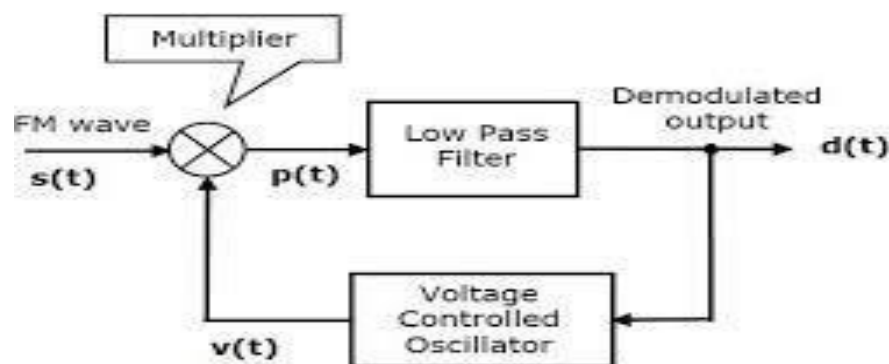 Multiplier
FM wave
s(t)
p(t)
Low Pass
Filter
Demodulated
output
d(t)
Voltage
Controlled
Oscillator
v(t)